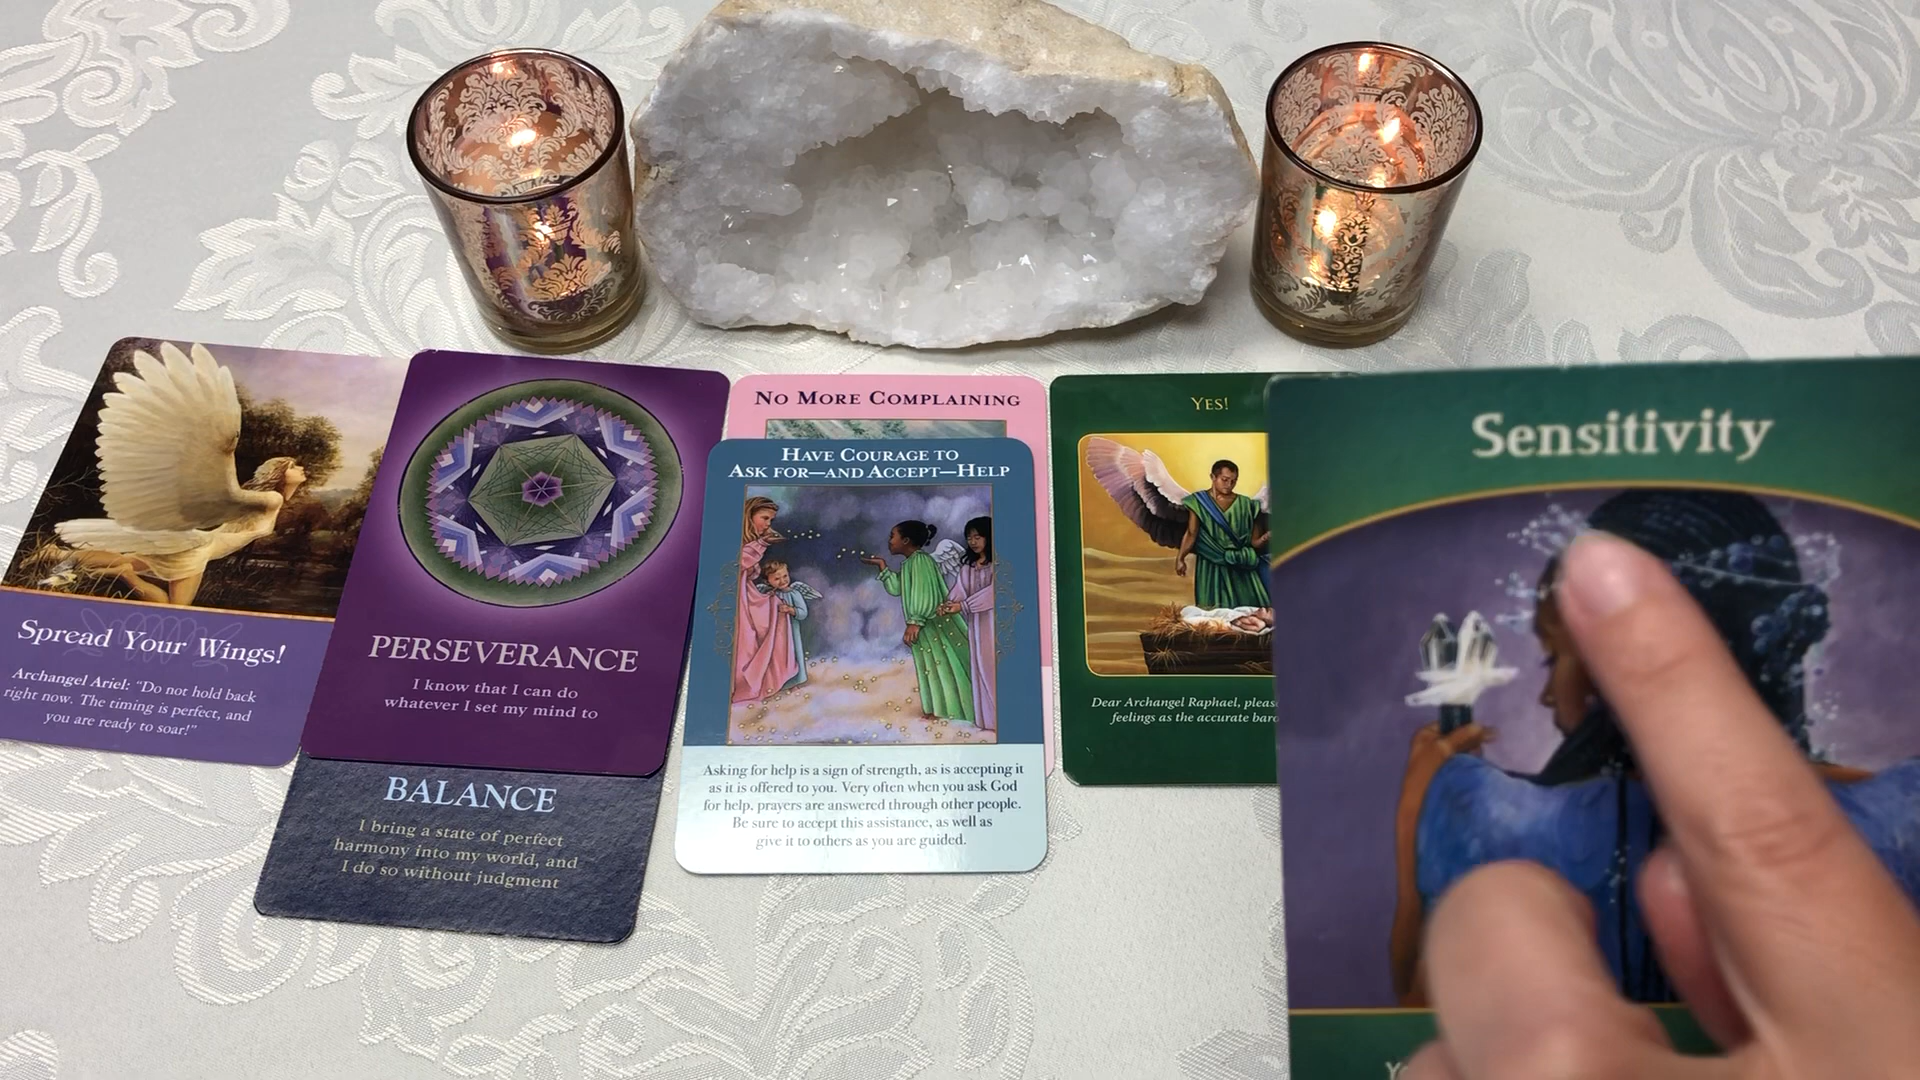 Spread Your Wings!
Archangel Ariel: “Do not hold back
right now. The timing is perfect, and
you are ready to soar!”
PERSEVERANCE
I know that I can do
whatever I set my mind to
BALANCE
I bring a state of perfect
harmony into my world, and
I do so without judgment
NO MORE COMPLAINING
HAVE COURAGE TO
ASK FOR—AND ACCEPT—HELP
Asking for help is a sign of strength, as is accepting it
as it is offered to you. Very often when you ask God
for help, prayers are answered through other people.
Be sure to accept this assistance, as well as
give it to others as you are guided.
YES!
Dear Archangel Raphael,
feelings as the accurate
Sensitivity